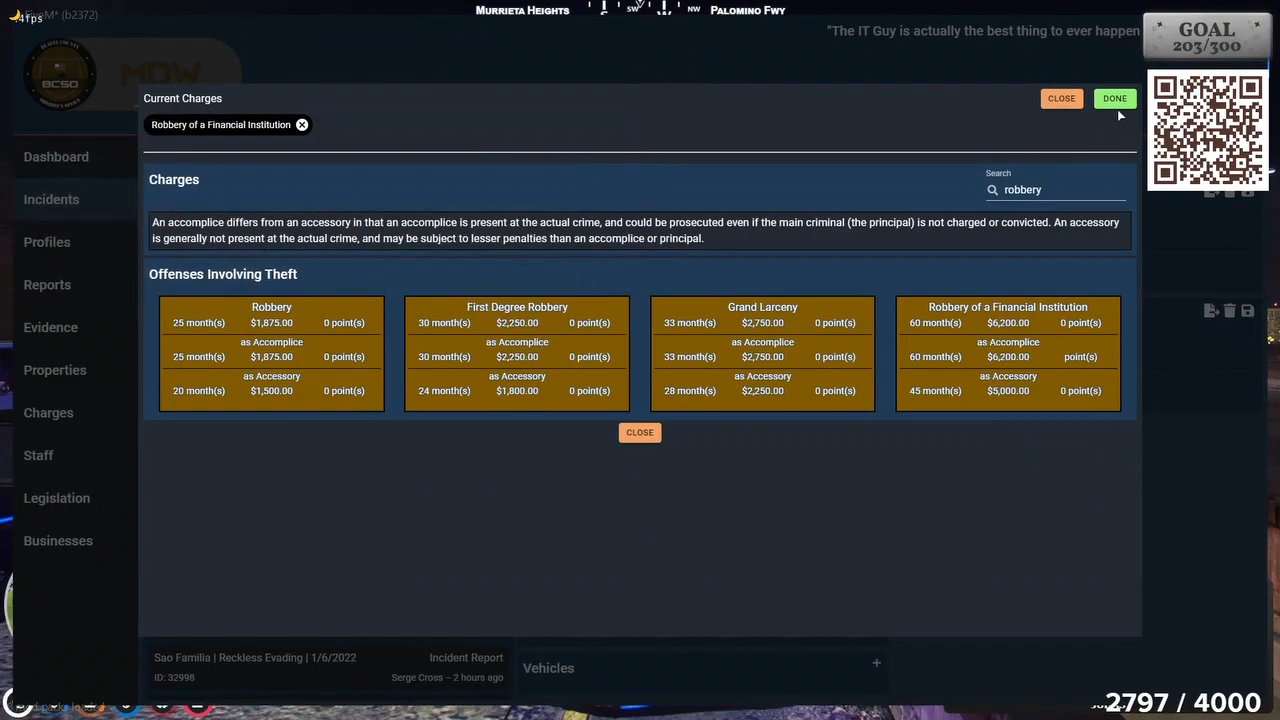 FiveM* (b2372)
MURRIETA HEIGHTS
SW
NW
PALOMINO FWY
"The IT Guy is actually the best thing to ever happen
GOAL
203/300
BCSO
MDW
Current Charges
CLOSE
DONE
Robbery of a Financial Institution
Dashboard
Incidents
Profiles
Reports
Evidence
Properties
Charges
Staff
Legislation
Businesses
Charges
Search
robbery
An accomplice differs from an accessory in that an accomplice is present at the actual crime, and could be prosecuted even if the main criminal (the principal) is not charged or convicted. An accessory
is generally not present at the actual crime, and may be subject to lesser penalties than an accomplice or principal.
Offenses Involving Theft
Robbery
25 month(s) $1,875.00 0 point(s)
as Accomplice
25 month(s) $1,875.00 0 point(s)
as Accessory
20 month(s) $1,500.00 0 point(s)
First Degree Robbery
30 month(s) $2,250.00 0 point(s)
as Accomplice
30 month(s) $2,250.00 0 point(s)
as Accessory
24 month(s) $1,800.00 0 point(s)
Grand Larceny
33 month(s) $2,750.00 0 point(s)
as Accomplice
33 month(s) $2,750.00 0 point(s)
as Accessory
28 month(s) $2,250.00 0 point(s)
Robbery of a Financial Institution
60 month(s) $6,200.00 0 point(s)
as Accomplice
60 month(s) $6,200.00 point(s)
as Accessory
45 month(s) $5,000.00 0 point(s)
CLOSE
Sao Familia | Reckless Evading | 1/6/2022 Incident Report
ID: 32998 Serge Cross -- 2 hours ago
Vehicles +
2797 / 4000